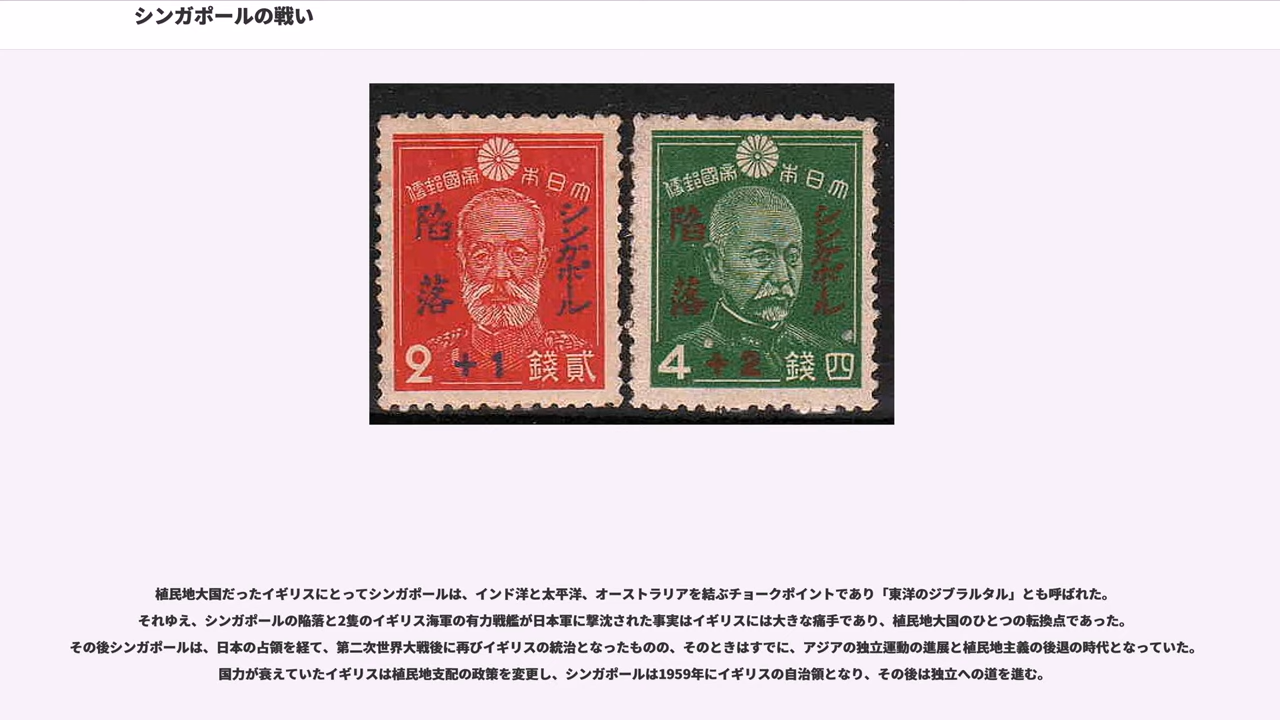 シンガポールの戦い
帝國郵便
大日本
陷落
シンガポール
2 +1 錢貳
帝國郵便
大日本
陷落
シンガポール
4 +2 錢四
植民地大国だったイギリスにとってシンガポールは、インド洋と太平洋、オーストラリアを結ぶチョークポイントであり「東洋のジブラルタル」とも呼ばれた。
それゆえ、シンガポールの陥落と2隻のイギリス海軍の有力戦艦が日本軍に撃沈された事実はイギリスには大きな痛手であり、植民地大国のひとつの転換点であった。
その後シンガポールは、日本の占領を経て、第二次世界大戦後に再びイギリスの統治となったものの、そのときはすでに、アジアの独立運動の進展と植民地主義の後退の時代となっていた。
国力が衰えていたイギリスは植民地支配の政策を変更し、シンガポールは1959年にイギリスの自治領となり、その後は独立への道を進む。